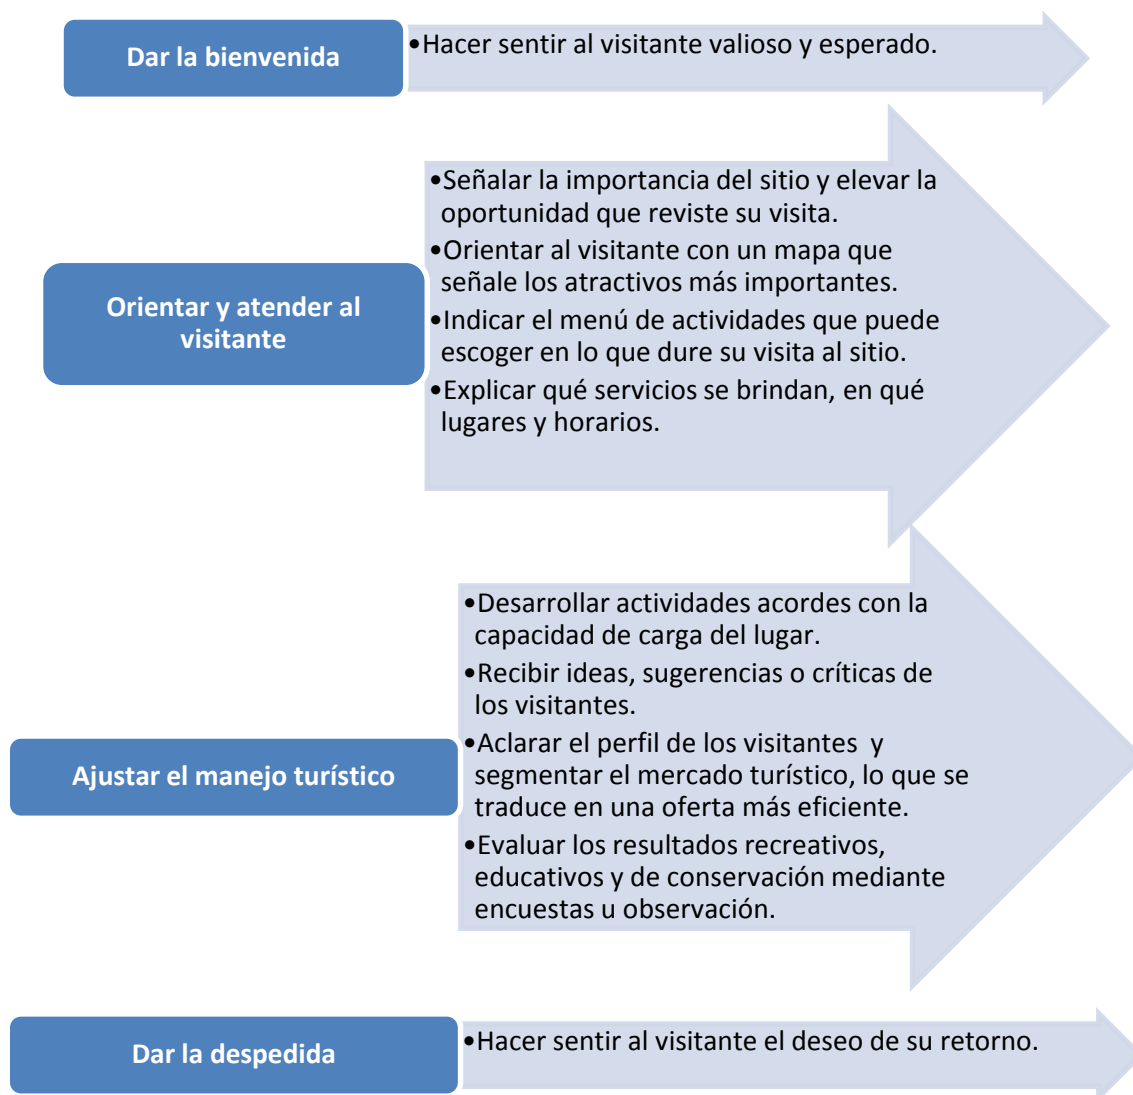 Dar la bienvenida
•Hacer sentir al visitante valioso y esperado.
Orientar y atender al
visitante
•Señalar la importancia del sitio y elevar la
oportunidad que reviste su visita.
•Orientar al visitante con un mapa que
señale los atractivos más importantes.
•Indicar el menú de actividades que puede
escoger en lo que dure su visita al sitio.
•Explicar qué servicios se brindan, en qué
lugares y horarios.
Ajustar el manejo turístico
•Desarrollar actividades acordes con la
capacidad de carga del lugar.
•Recibir ideas, sugerencias o críticas de
los visitantes.
•Aclarar el perfil de los visitantes  y
segmentar el mercado turístico, lo que se
traduce en una oferta más eficiente.
•Evaluar los resultados recreativos,
educativos y de conservación mediante
encuestas u observación.
Dar la despedida
•Hacer sentir al visitante el deseo de su retorno.